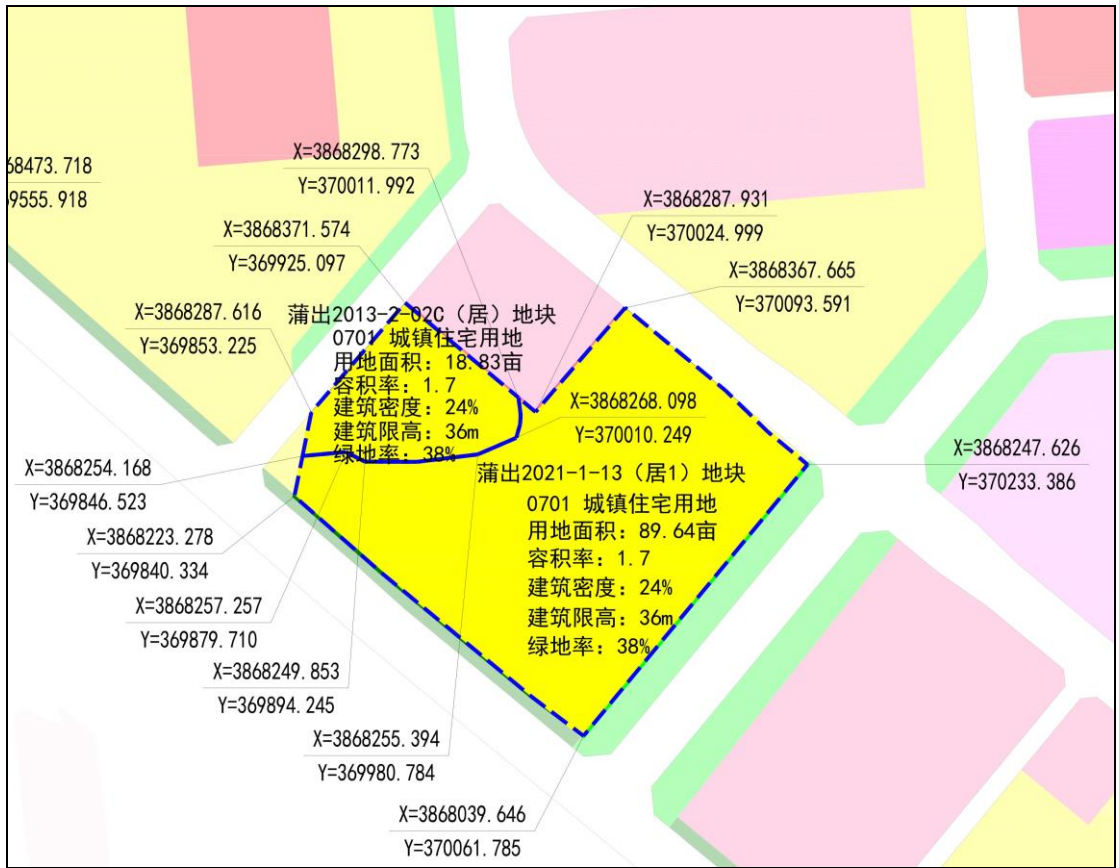 X=3868298.773
Y=370011.992
68473.718
9555.918
X=3868287.931
Y=370024.999
X=3868371.574
Y=369925.097
X=3868367.665
Y=370093.591
X=3868287.616
Y=369853.225
蒲出2013-2-02C（居）地块
0701 城镇住宅用地
用地面积：18.83亩
容积率：1.7
建筑密度：24%
建筑限高：36m
绿地率：38%
X=3868268.098
Y=370010.249
X=3868247.626
Y=370233.386
X=3868254.168
Y=369846.523
蒲出2021-1-13（居1）地块
0701 城镇住宅用地
用地面积：89.64亩
容积率：1.7
建筑密度：24%
建筑限高：36m
绿地率：38%
X=3868223.278
Y=369840.334
X=3868257.257
Y=369879.710
X=3868249.853
Y=369894.245
X=3868255.394
Y=369980.784
X=3868039.646
Y=370061.785